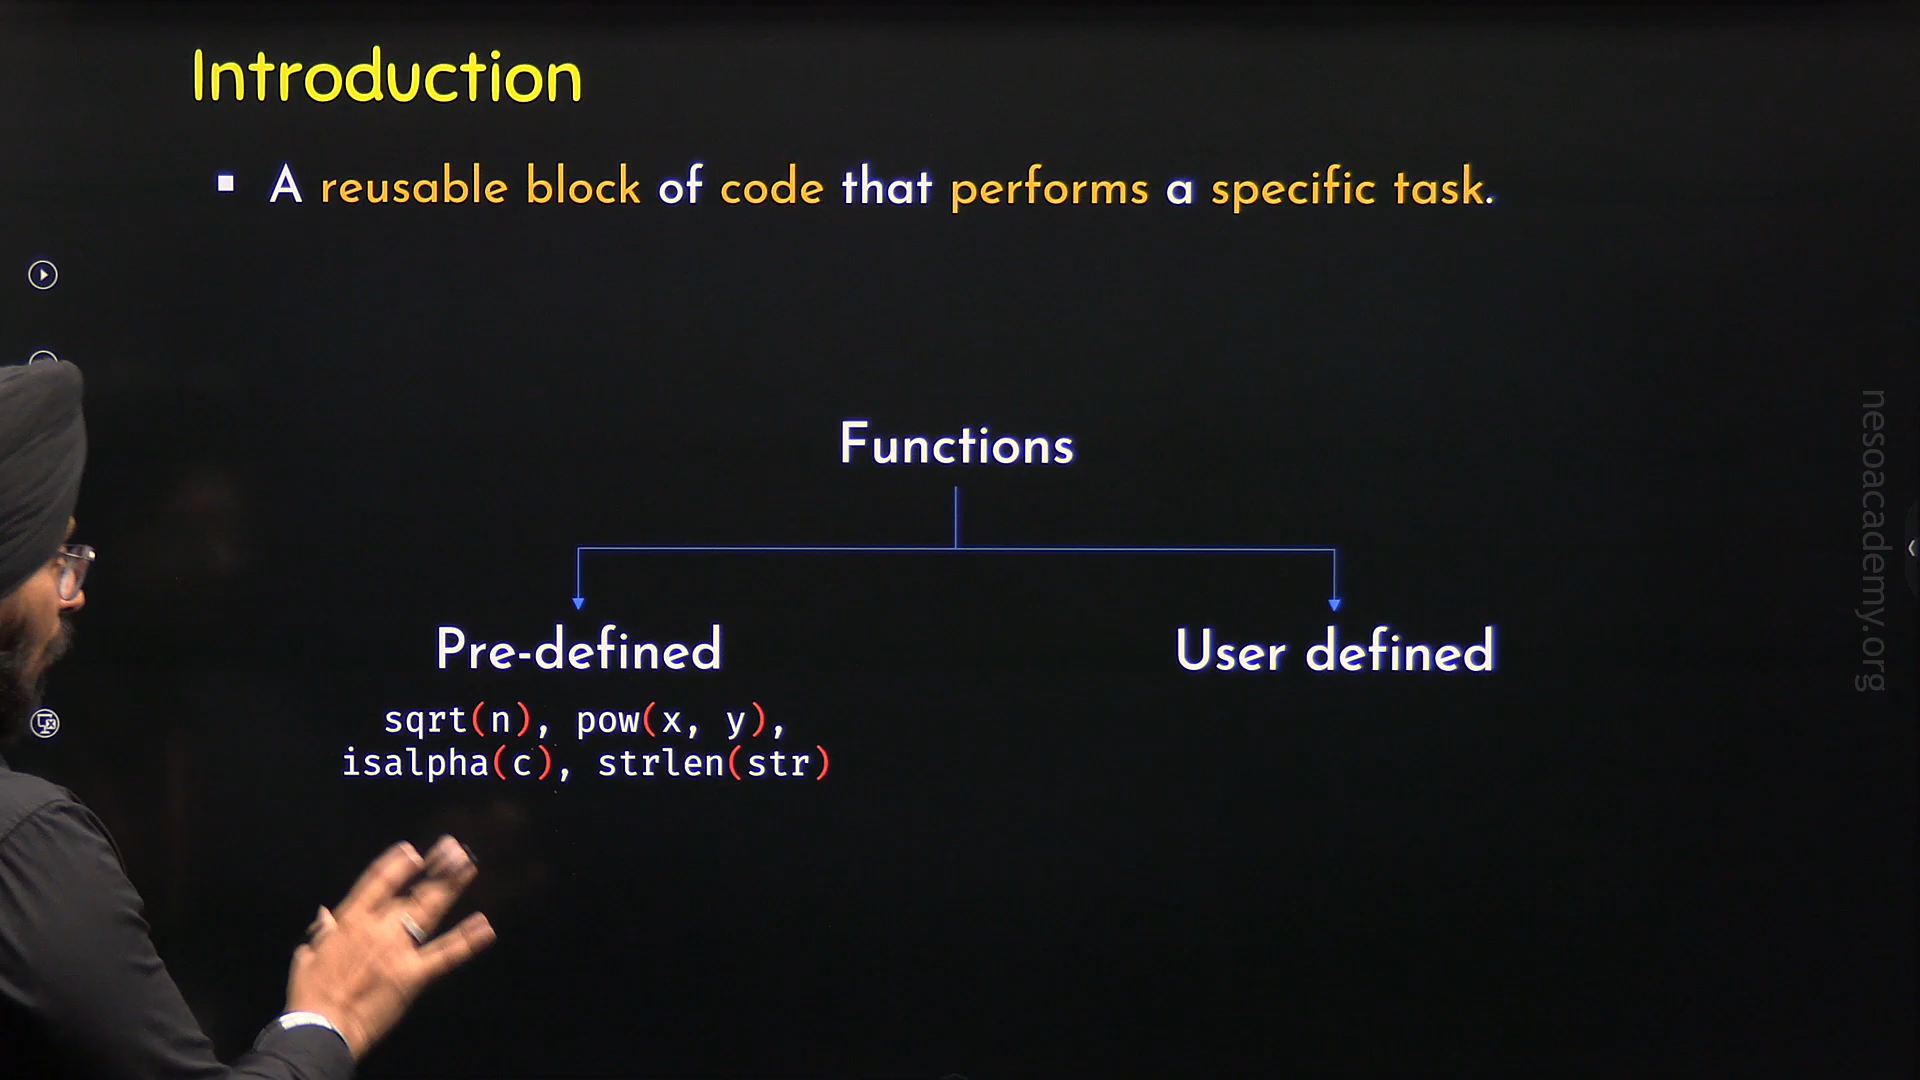 Introduction
▪ A reusable block of code that performs a specific task.
Functions
Pre-defined
User defined
sqrt(n), pow(x, y),
isalpha(c), strlen(str)
nesoacademy.org